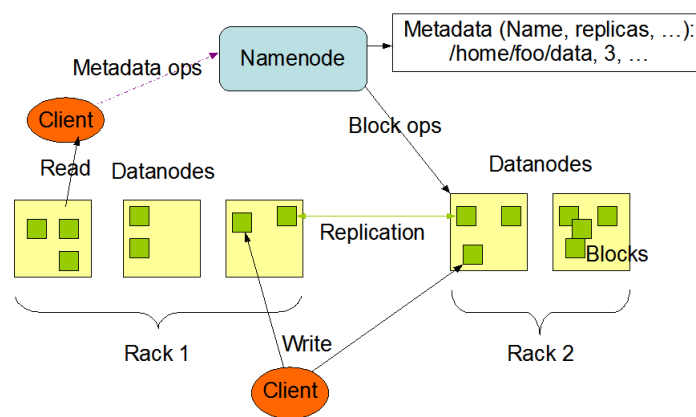 Metadata (Name, replicas, …):
/home/foo/data, 3, …
Namenode
Metadata ops
Client
Block ops
Read
Datanodes
Datanodes
Replication
Blocks
Rack 1
Write
Rack 2
Client